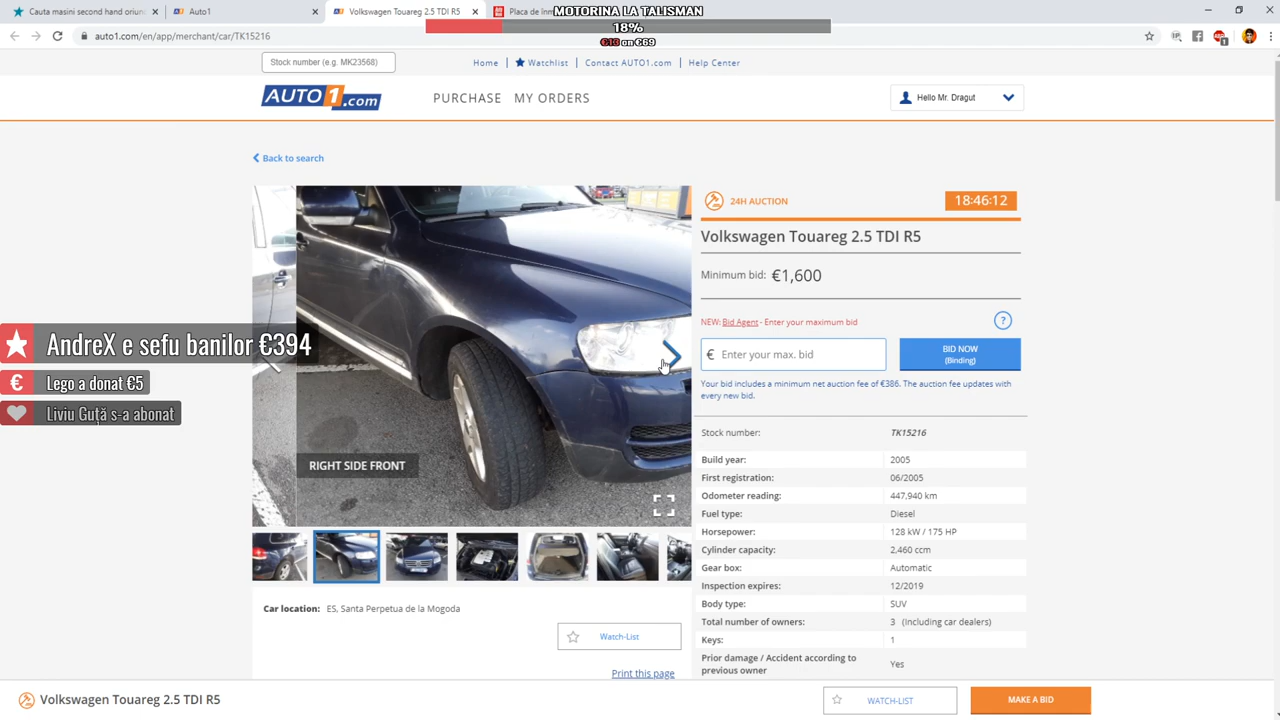 Cauta masini second hand oriun
Auto1
Volkswagen Touareg 2.5 TDI R5
Placa de înm
MOTORINA LA TALISMAN
18%
€13 on €69
auto1.com/en/app/merchant/car/TK15216
Stock number (e.g. MK23568)
Home | Watchlist | Contact AUTO1.com | Help Center
AUTO1.com
PURCHASE MY ORDERS
Hello Mr. Dragut
Back to search
24H AUCTION
18:46:12
Volkswagen Touareg 2.5 TDI R5
Minimum bid: €1,600
NEW: Bid Agent - Enter your maximum bid
?
€ Enter your max. bid
BID NOW
(Binding)
Your bid includes a minimum net auction fee of €386. The auction fee updates with
every new bid.
AndreX e sefu banilor €394
€ Lego a donat €5
Liviu Guță s-a abonat
RIGHT SIDE FRONT
Stock number: TK15216
Build year: 2005
First registration: 06/2005
Odometer reading: 447,940 km
Fuel type: Diesel
Horsepower: 128 kW / 175 HP
Cylinder capacity: 2,460 ccm
Gear box: Automatic
Inspection expires: 12/2019
Body type: SUV
Total number of owners: 3 (Including car dealers)
Keys: 1
Prior damage / Accident according to
previous owner
Yes
Car location: ES, Santa Perpetua de la Mogoda
Watch-List
Print this page
Volkswagen Touareg 2.5 TDI R5
WATCH-LIST
MAKE A BID